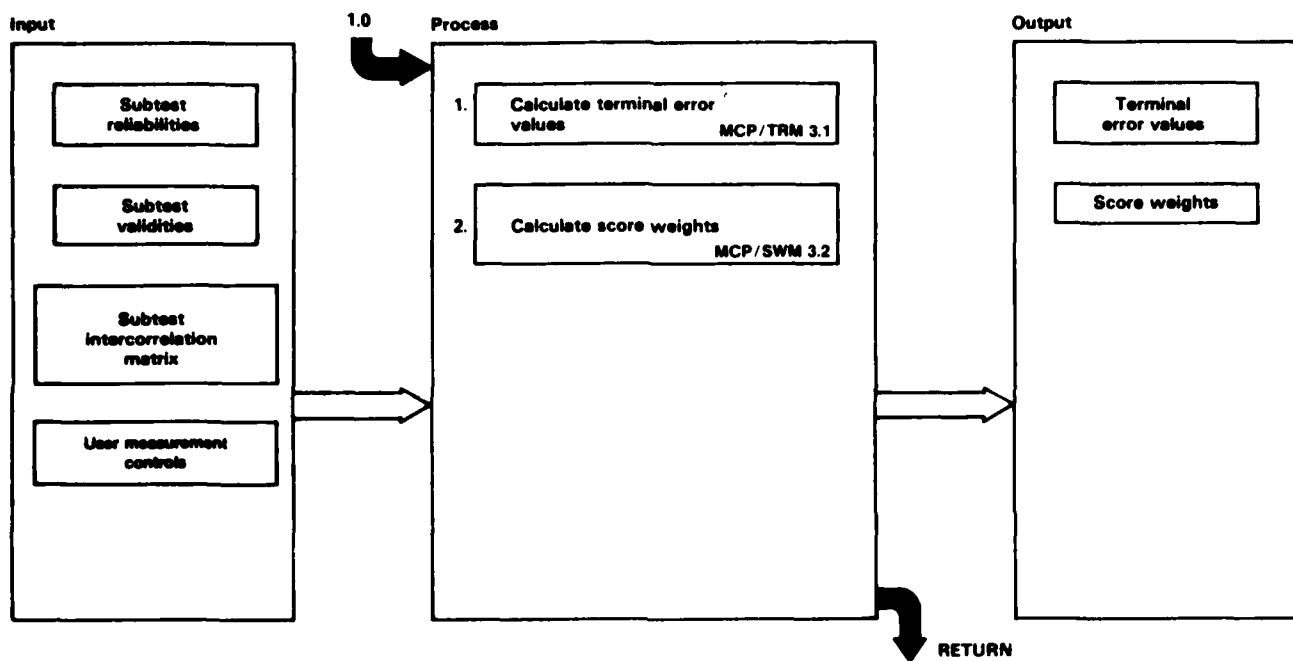 Input
Subtest
reliabilities
Subtest
validities
Subtest
intercorrelation
matrix
User measurement
controls
1.0
Process
1. Calculate terminal error
values
MCP/TRM 3.1
2. Calculate score weights
MCP/SWM 3.2
RETURN
Output
Terminal
error values
Score weights